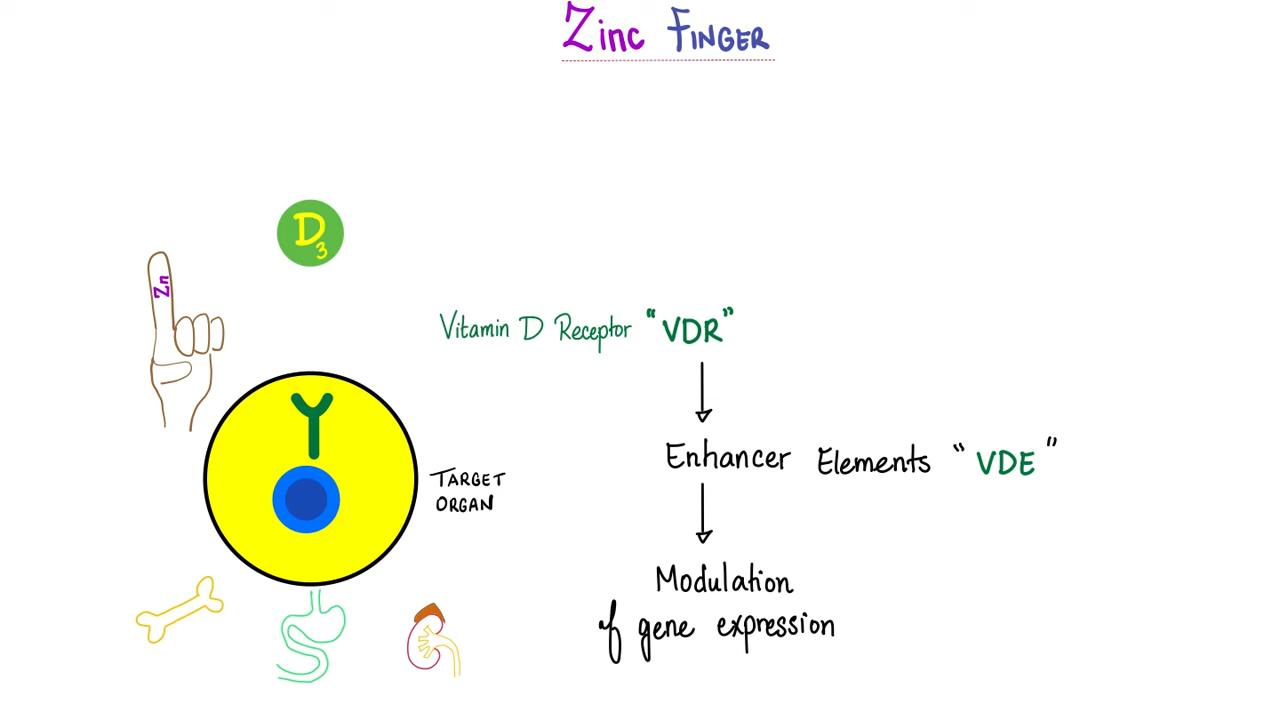 Zinc FINGER
D3
Zn
Vitamin D Receptor "VDR"
Enhancer Elements "VDE"
TARGET
ORGAN
Modulation
of gene expression